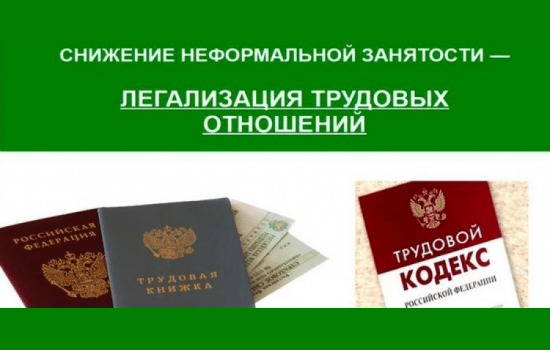 СНИЖЕНИЕ НЕФОРМАЛЬНОЙ ЗАНЯТОСТИ —
ЛЕГАЛИЗАЦИЯ ТРУДОВЫХ
ОТНОШЕНИЙ
РОССИЙСКАЯ
ФЕДЕРАЦИЯ
ТРУДОВАЯ
КНИЖКА
ТРУДОВОЙ
КОДЕКС
РОССИЙСКОЙ ФЕДЕРАЦИИ